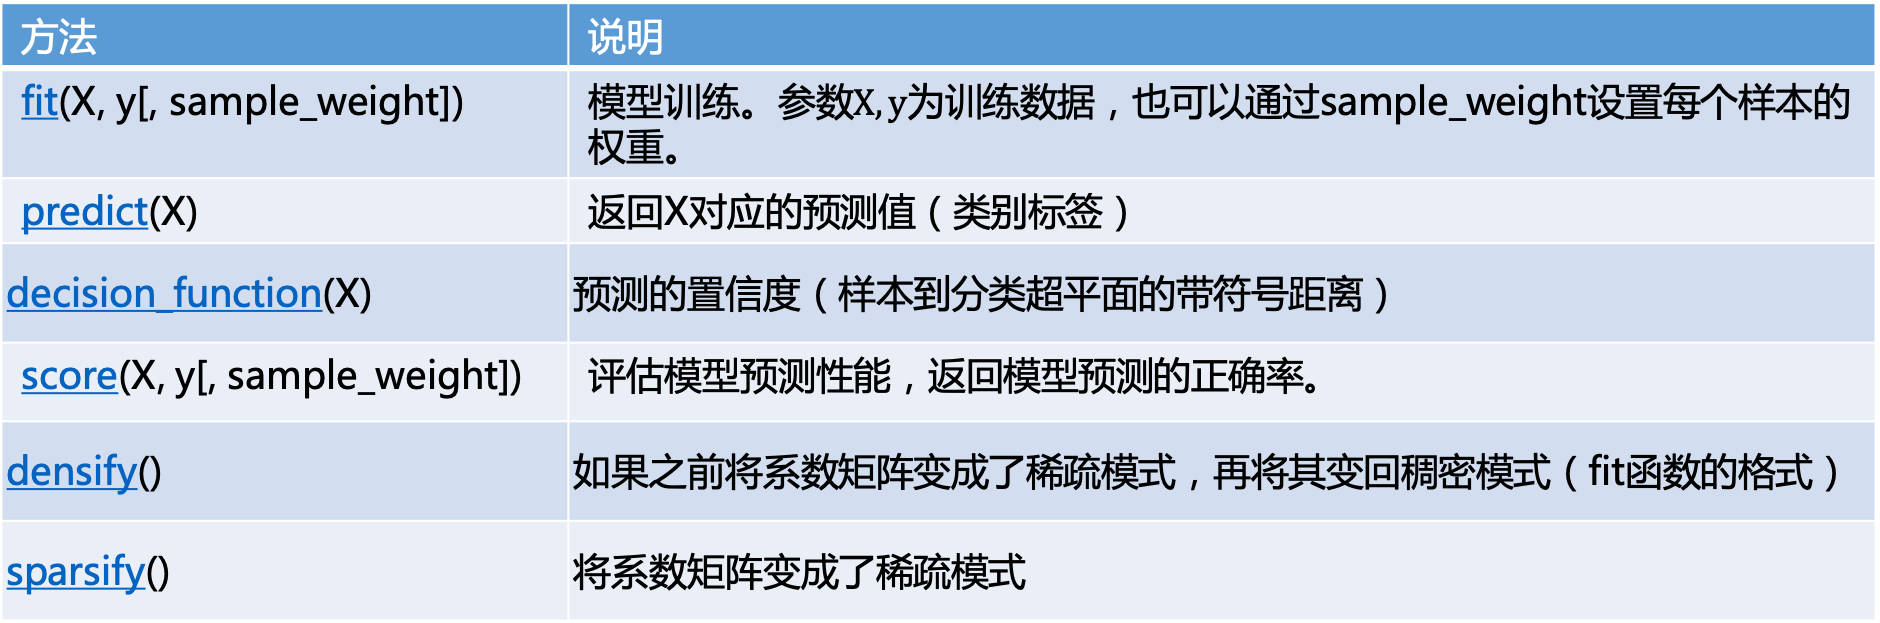 方法
说明
fit(X, y[, sample_weight])
模型训练。参数X,y为训练数据，也可以通过sample_weight设置每个样本的
权重。
predict(X)
返回X对应的预测值（类别标签）
decision_function(X)
预测的置信度（样本到分类超平面的带符号距离）
score(X, y[, sample_weight])
评估模型预测性能，返回模型预测的正确率。
densify()
如果之前将系数矩阵变成了稀疏模式，再将其变回稠密模式（fit函数的格式）
sparsify()
将系数矩阵变成了稀疏模式